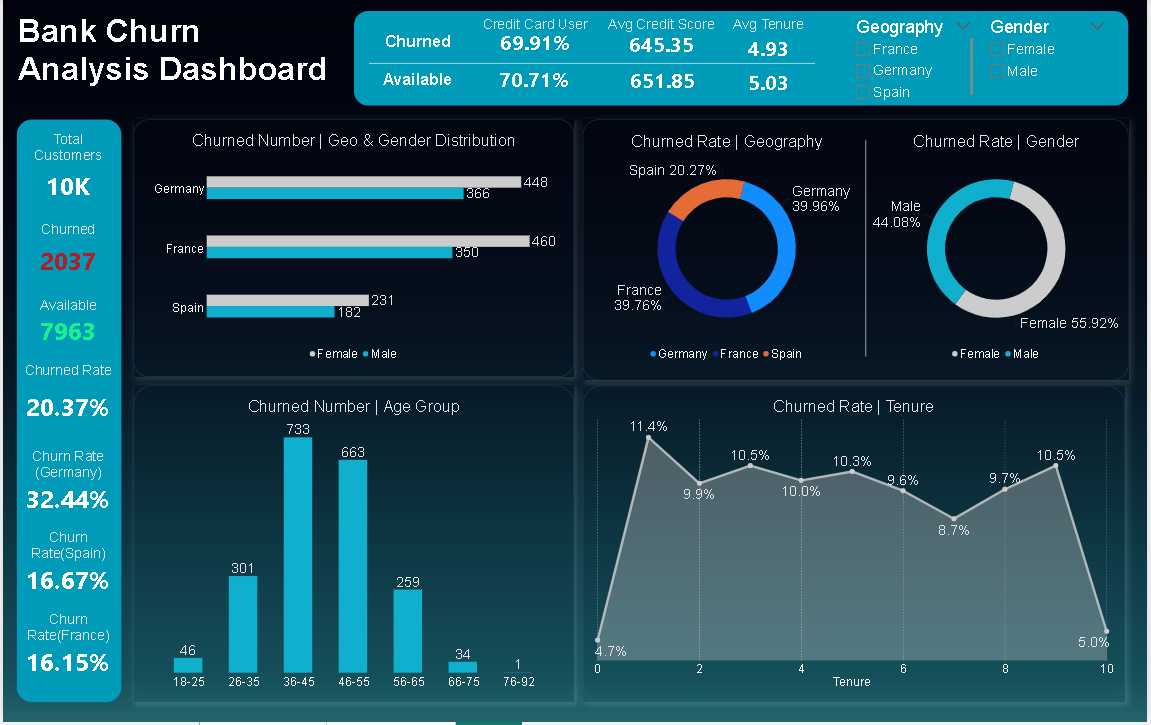 Bank Churn
Analysis Dashboard
Credit Card User Avg Credit Score Avg Tenure
Churned 69.91% 645.35 4.93
Available 70.71% 651.85 5.03
Geography
France
Germany
Spain
Gender
Female
Male
Total
Customers
10K
Churned
2037
Available
7963
Churned Rate
20.37%
Churn Rate
(Germany)
32.44%
Churn
Rate(Spain)
16.67%
Churn
Rate(France)
16.15%
Churned Number | Geo & Gender Distribution
Germany 448
366
France 460
350
Spain 231
182
Female Male
Churned Rate | Geography
Spain 20.27%
Germany
39.96%
France
39.76%
Germany France Spain
Churned Rate | Gender
Male
44.08%
Female 55.92%
Female Male
Churned Number | Age Group
46 301 733 663 259 34 1
18-25 26-35 36-45 46-55 56-65 66-75 76-92
Churned Rate | Tenure
4.7% 11.4% 9.9% 10.5% 10.0% 10.3% 9.6% 8.7% 9.7% 10.5% 5.0%
0 2 4 6 8 10
Tenure